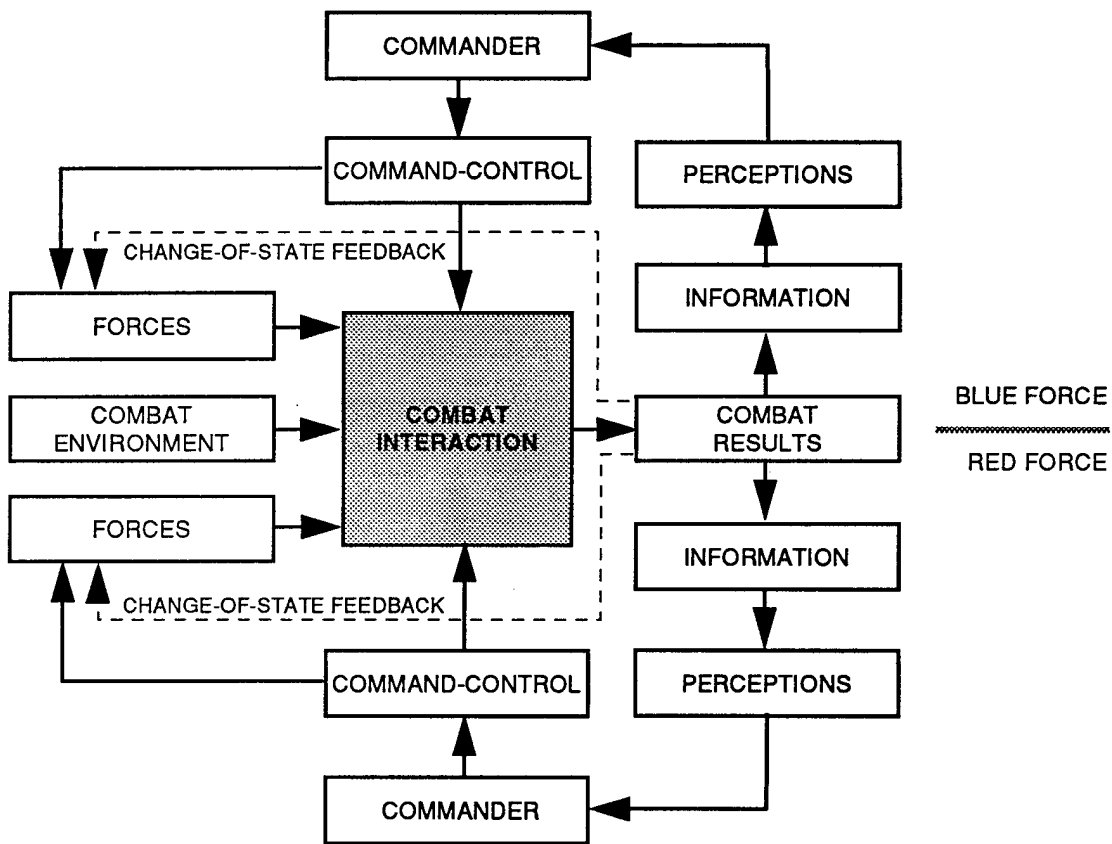 COMMANDER
COMMAND-CONTROL
PERCEPTIONS
CHANGE-OF-STATE FEEDBACK
INFORMATION
FORCES
COMBAT
ENVIRONMENT
COMBAT
INTERACTION
COMBAT
RESULTS
BLUE FORCE
RED FORCE
FORCES
INFORMATION
CHANGE-OF-STATE FEEDBACK
COMMAND-CONTROL
PERCEPTIONS
COMMANDER